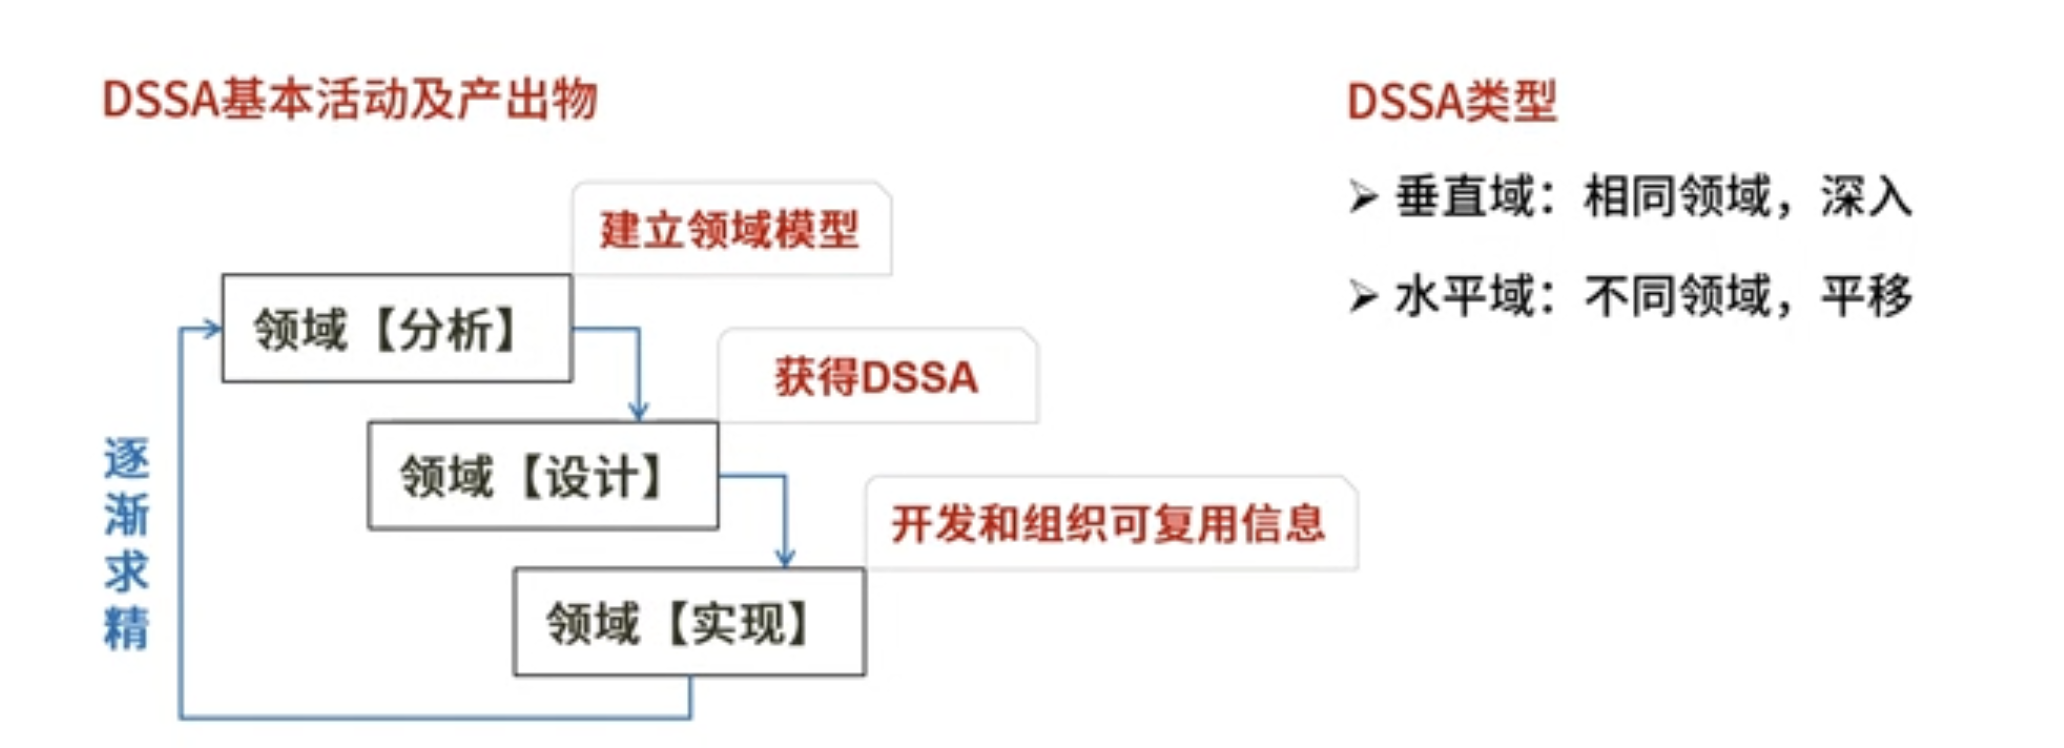 DSSA基本活动及产出物
建立领域模型
领域【分析】
获得DSSA
领域【设计】
开发和组织可复用信息
领域【实现】
逐渐求精
DSSA类型
➢ 垂直域：相同领域，深入
➢ 水平域：不同领域，平移